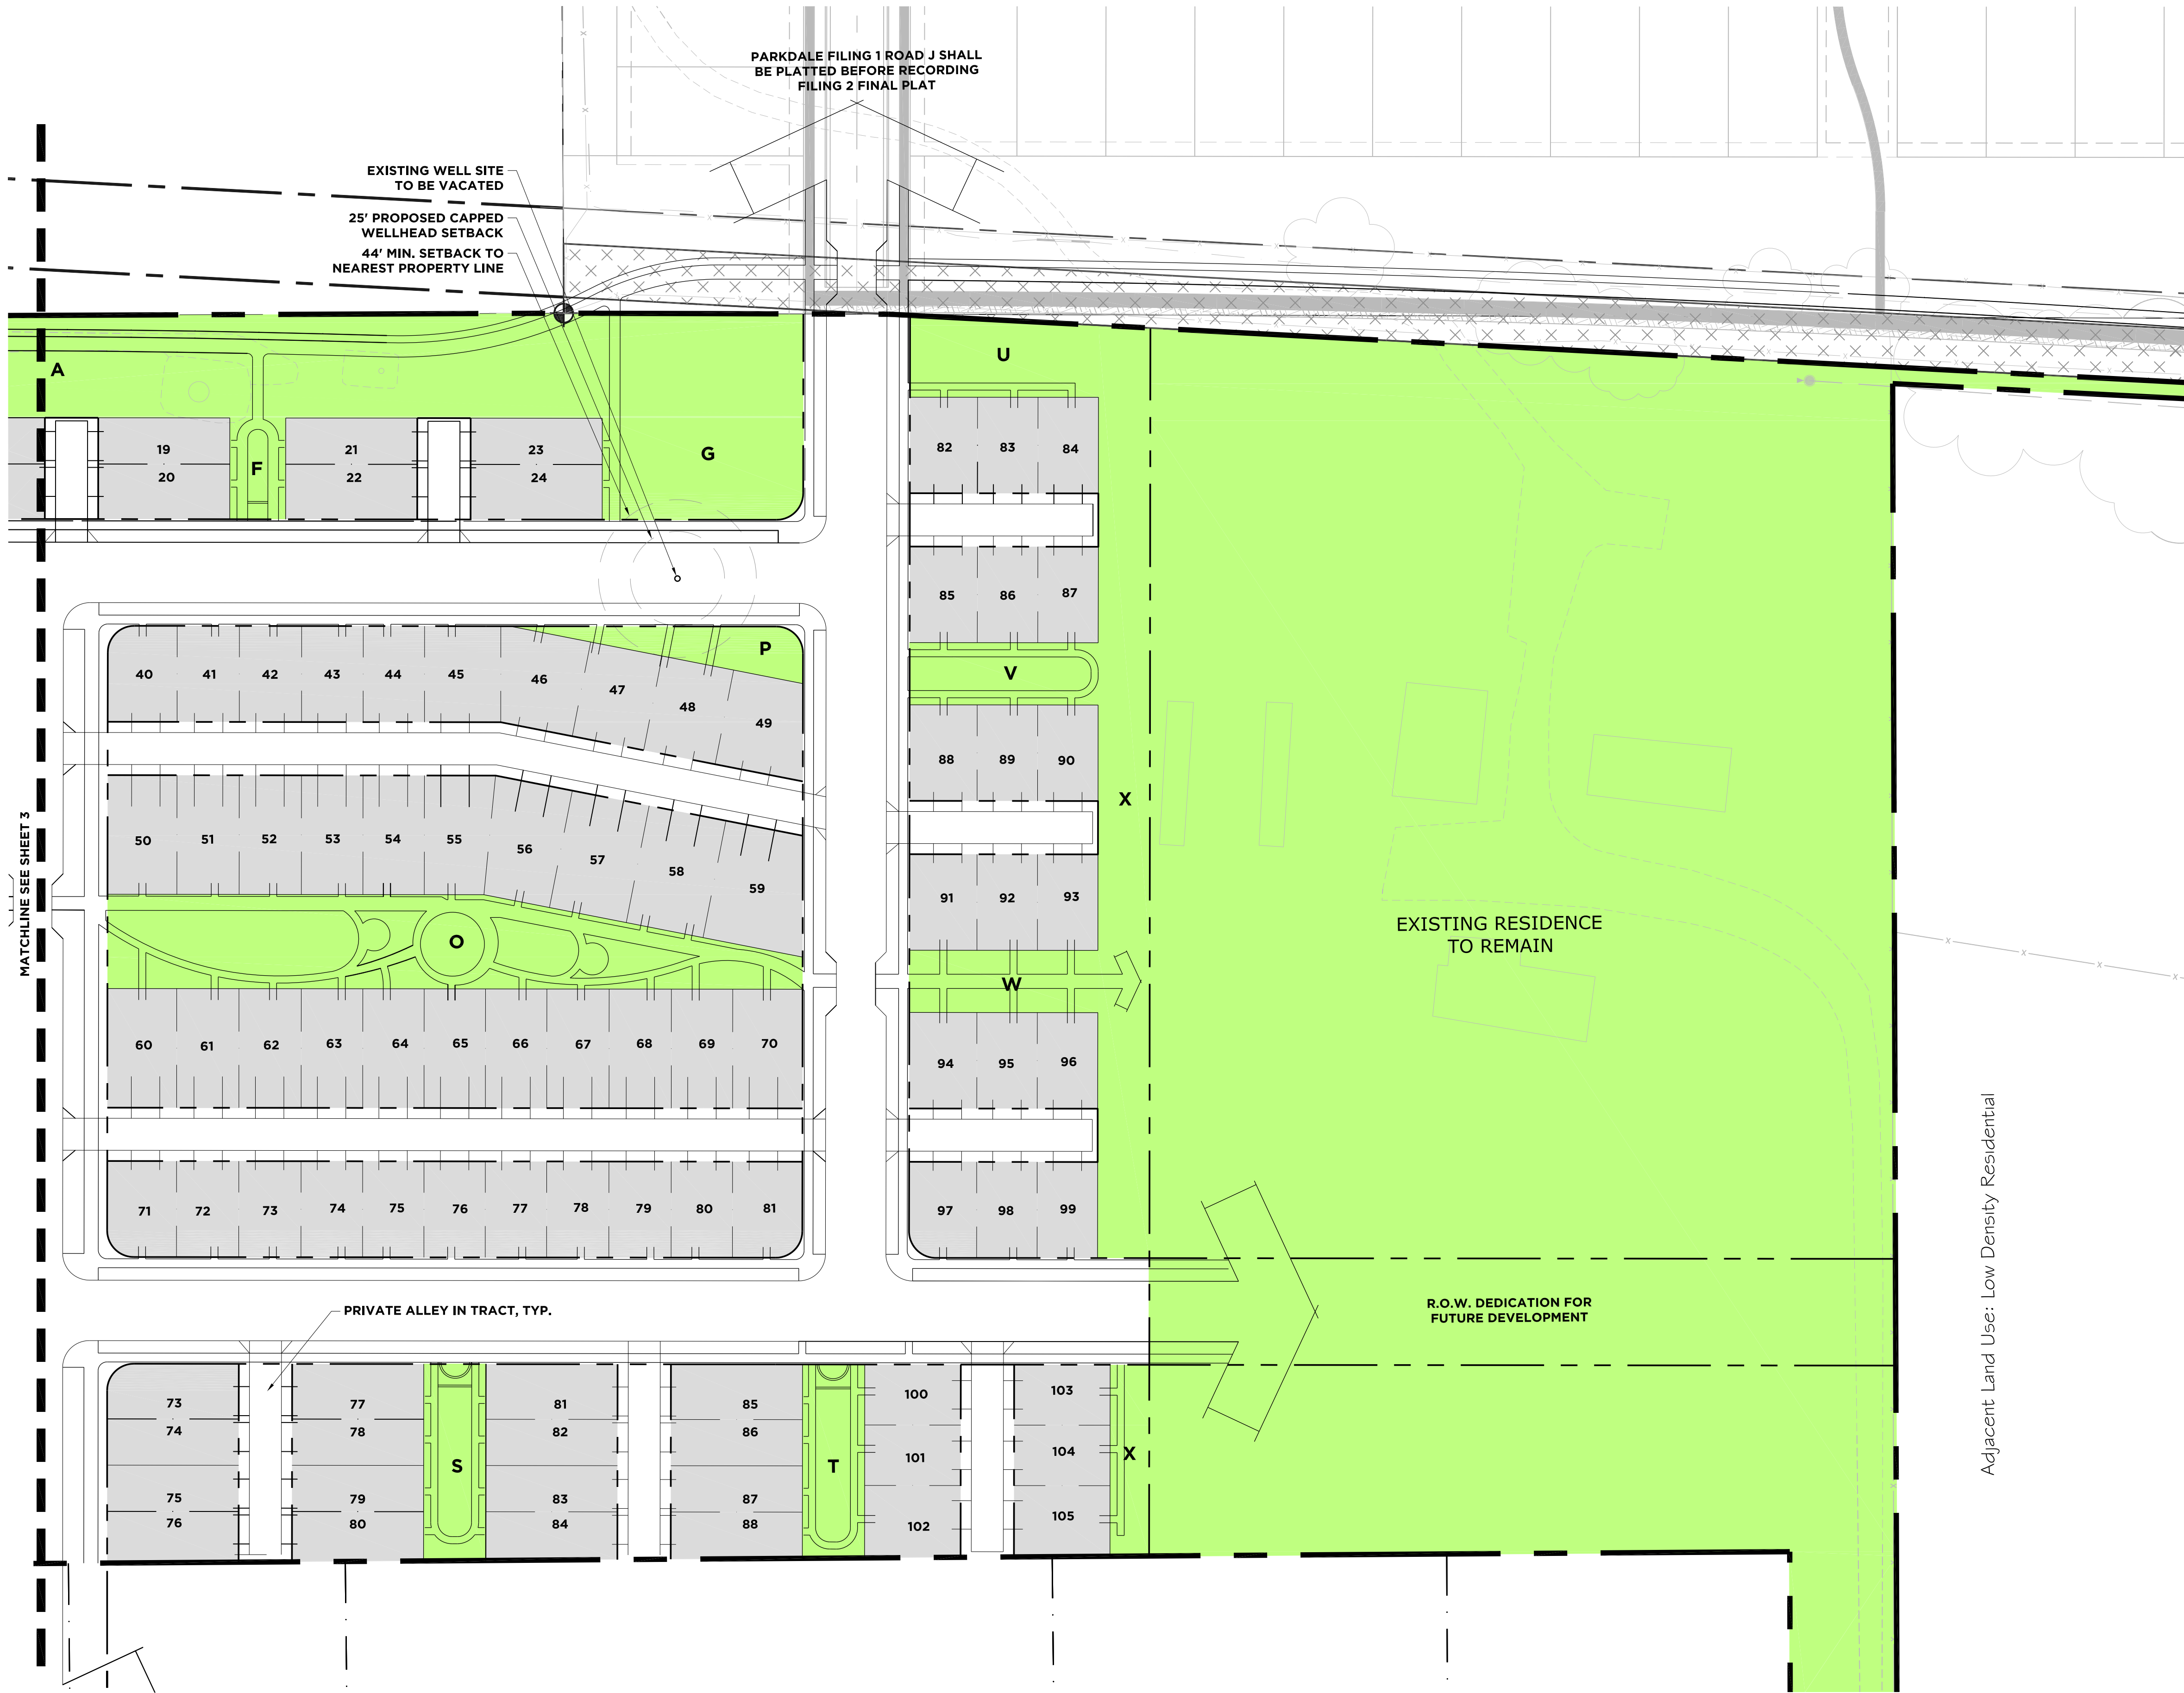 PARKDALE FILING 1 ROAD J SHALL
BE PLATTED BEFORE RECORDING
FILING 2 FINAL PLAT
EXISTING WELL SITE
TO BE VACATED
25' PROPOSED CAPPED
WELLHEAD SETBACK
44' MIN. SETBACK TO
NEAREST PROPERTY LINE
A
U
19
20
F
21
22
23
24
G
82 83 84
85 86 87
P
V
40 41 42 43 44 45 46 47 48 49
88 89 90
X
MATCHLINE SEE SHEET 3
50 51 52 53 54 55 56 57 58 59
91 92 93
EXISTING RESIDENCE
TO REMAIN
O
W
60 61 62 63 64 65 66 67 68 69 70
94 95 96
71 72 73 74 75 76 77 78 79 80 81
97 98 99
Adjacent Land Use: Low Density Residential
PRIVATE ALLEY IN TRACT, TYP.
R.O.W. DEDICATION FOR
FUTURE DEVELOPMENT
73
74
75
76
77
78
79
80
S
81
82
83
84
85
86
87
88
T
100
101
102
103
104
105
X